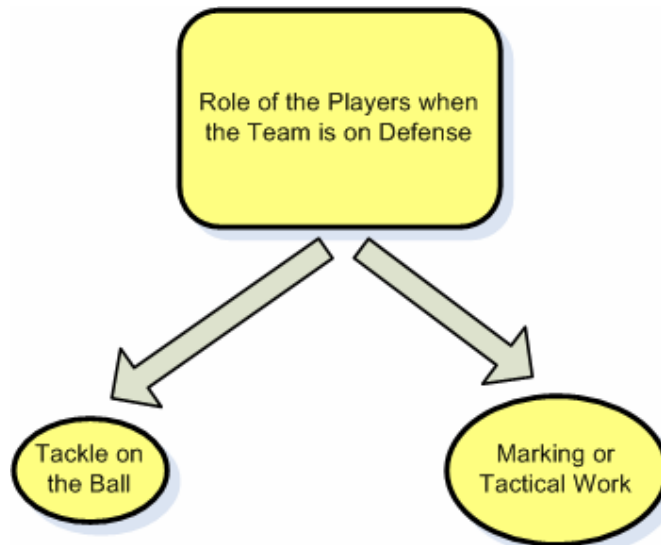 Role of the Players when
the Team is on Defense
Tackle on
the Ball
Marking or
Tactical Work